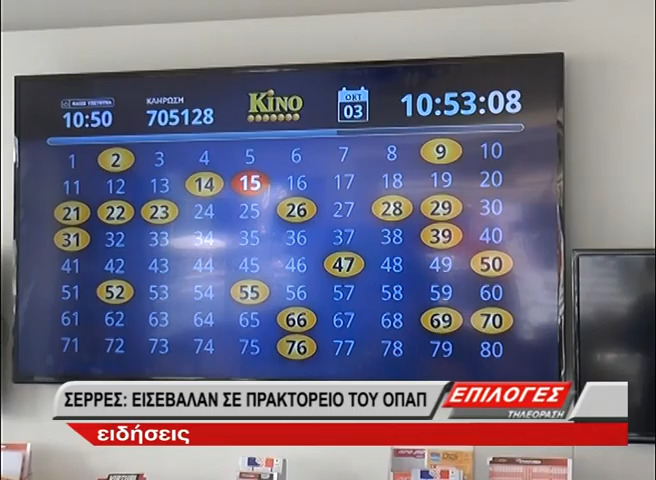 ΚΛΗΡΩΣΗ
10:50 705128 KINO ΟΚΤ 03 10:53:08
1 2 3 4 5 6 7 8 9 10
11 12 13 14 15 16 17 18 19 20
21 22 23 24 25 26 27 28 29 30
31 32 33 34 35 36 37 38 39 40
41 42 43 44 45 46 47 48 49 50
51 52 53 54 55 56 57 58 59 60
61 62 63 64 65 66 67 68 69 70
71 72 73 74 75 76 77 78 79 80
ΣΕΡΡΕΣ: ΕΙΣΕΒΑΛΑΝ ΣΕ ΠΡΑΚΤΟΡΕΙΟ ΤΟΥ ΟΠΑΠ
ΕΠΙΛΟΓΕΣ
ΤΗΛΕΟΡΑΣΗ
ειδήσεις